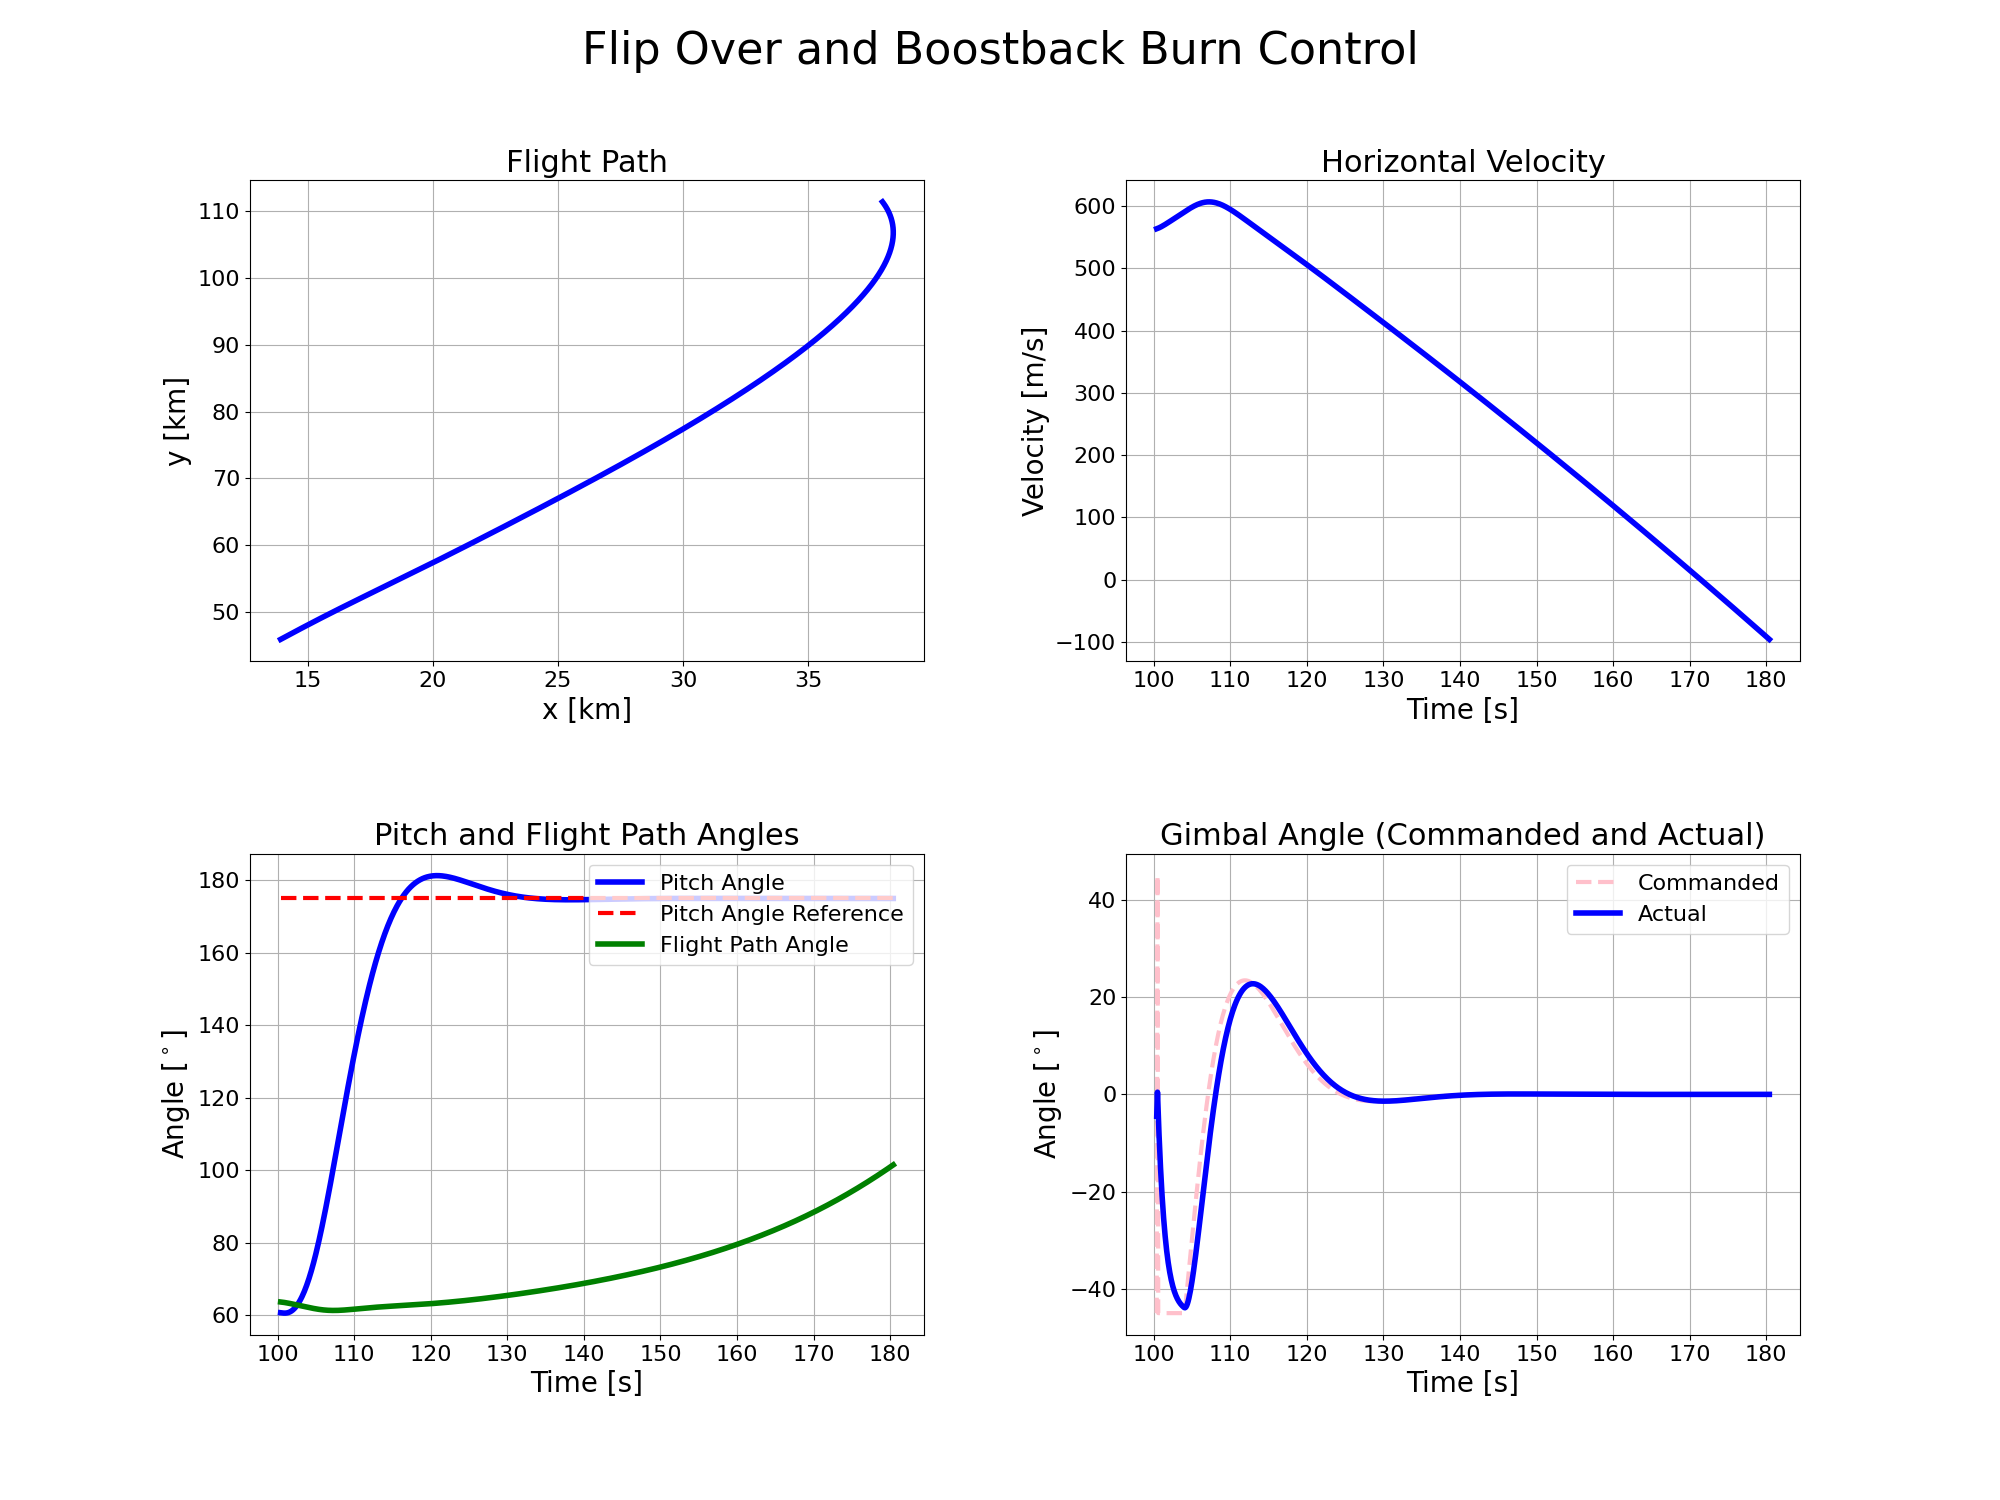 Flip Over and Boostback Burn Control
Flight Path
y [km]
110
100
90
80
70
60
50
15 20 25 30 35
x [km]
Horizontal Velocity
Velocity [m/s]
600
500
400
300
200
100
0
−100
100 110 120 130 140 150 160 170 180
Time [s]
Pitch and Flight Path Angles
Angle [°]
180
160
140
120
100
80
60
Pitch Angle
Pitch Angle Reference
Flight Path Angle
100 110 120 130 140 150 160 170 180
Time [s]
Gimbal Angle (Commanded and Actual)
Angle [°]
40
20
0
−20
−40
Commanded
Actual
100 110 120 130 140 150 160 170 180
Time [s]